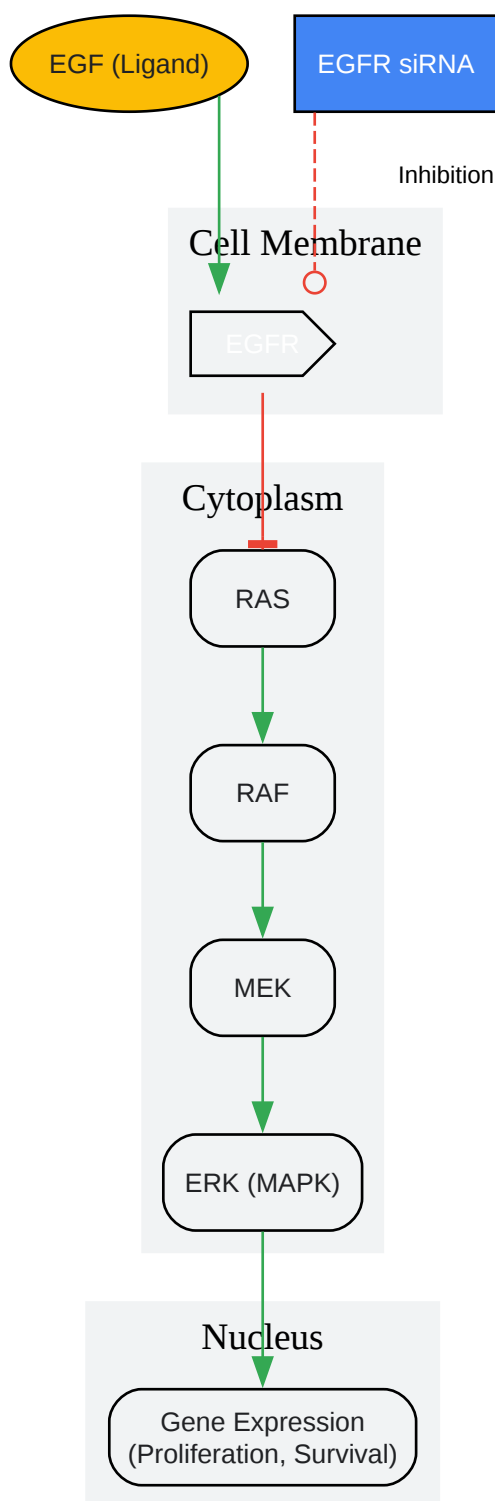 EGF (Ligand)
EGFR siRNA
Inhibition
Cell Membrane
EGFR
Cytoplasm
RAS
RAF
MEK
ERK (MAPK)
Nucleus
Gene Expression
(Proliferation, Survival)